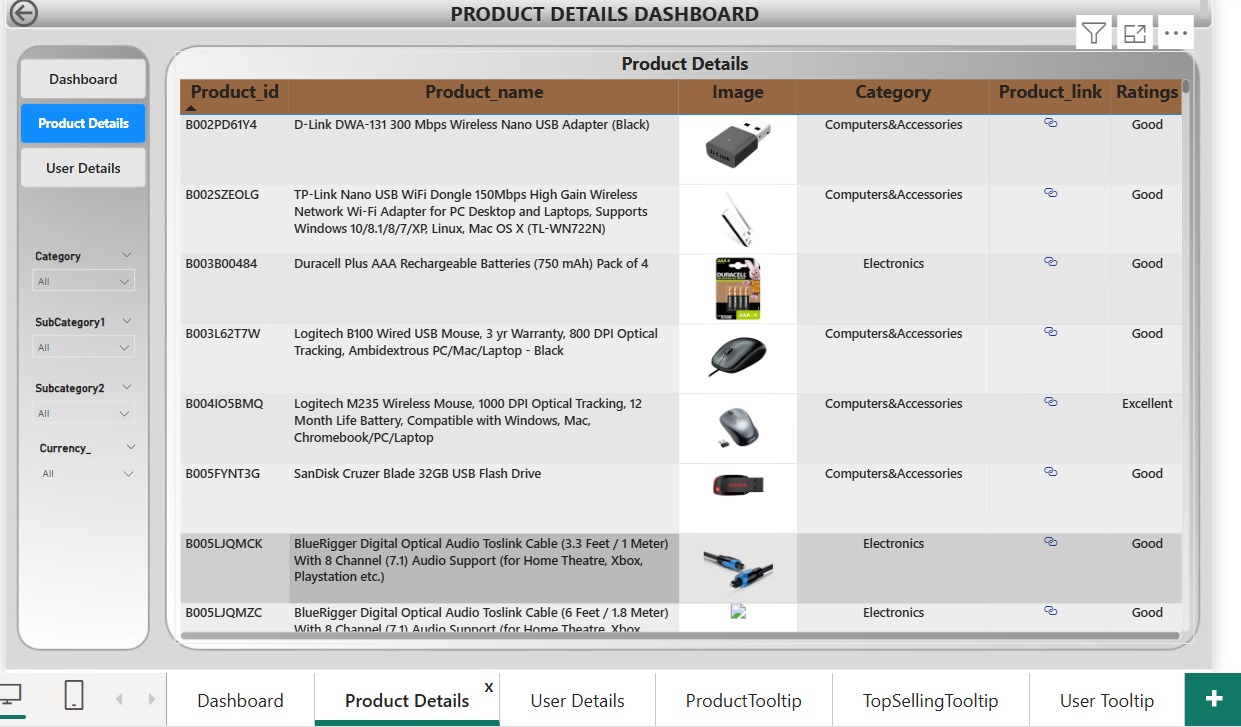 PRODUCT DETAILS DASHBOARD
Dashboard
Product Details
User Details
Category
All
SubCategory1
All
Subcategory2
All
Currency_
All
Product Details
Product_id Product_name Image Category Product_link Ratings
B002PD61Y4 D-Link DWA-131 300 Mbps Wireless Nano USB Adapter (Black) D-Link Computers&Accessories Good
B002SZEOLG TP-Link Nano USB WiFi Dongle 150Mbps High Gain Wireless Computers&Accessories Good
Network Wi-Fi Adapter for PC Desktop and Laptops, Supports
Windows 10/8.1/8/7/XP, Linux, Mac OS X (TL-WN722N)
B003B00484 Duracell Plus AAA Rechargeable Batteries (750 mAh) Pack of 4 Electronics Good
DURACELL
B003L62T7W Logitech B100 Wired USB Mouse, 3 yr Warranty, 800 DPI Optical Computers&Accessories Good
Tracking, Ambidextrous PC/Mac/Laptop - Black
B004IO5BMQ Logitech M235 Wireless Mouse, 1000 DPI Optical Tracking, 12 Computers&Accessories Excellent
Month Life Battery, Compatible with Windows, Mac,
Chromebook/PC/Laptop
B005FYNT3G SanDisk Cruzer Blade 32GB USB Flash Drive Computers&Accessories Good
B005LJQMCK BlueRigger Digital Optical Audio Toslink Cable (3.3 Feet / 1 Meter) Electronics Good
With 8 Channel (7.1) Audio Support (for Home Theatre, Xbox,
Playstation etc.)
B005LJQMZC BlueRigger Digital Optical Audio Toslink Cable (6 Feet / 1.8 Meter) Electronics Good
With 8 Channel (7.1) Audio Support (for Home Theatre, Xbox
Dashboard Product Details x User Details ProductTooltip TopSellingTooltip User Tooltip +